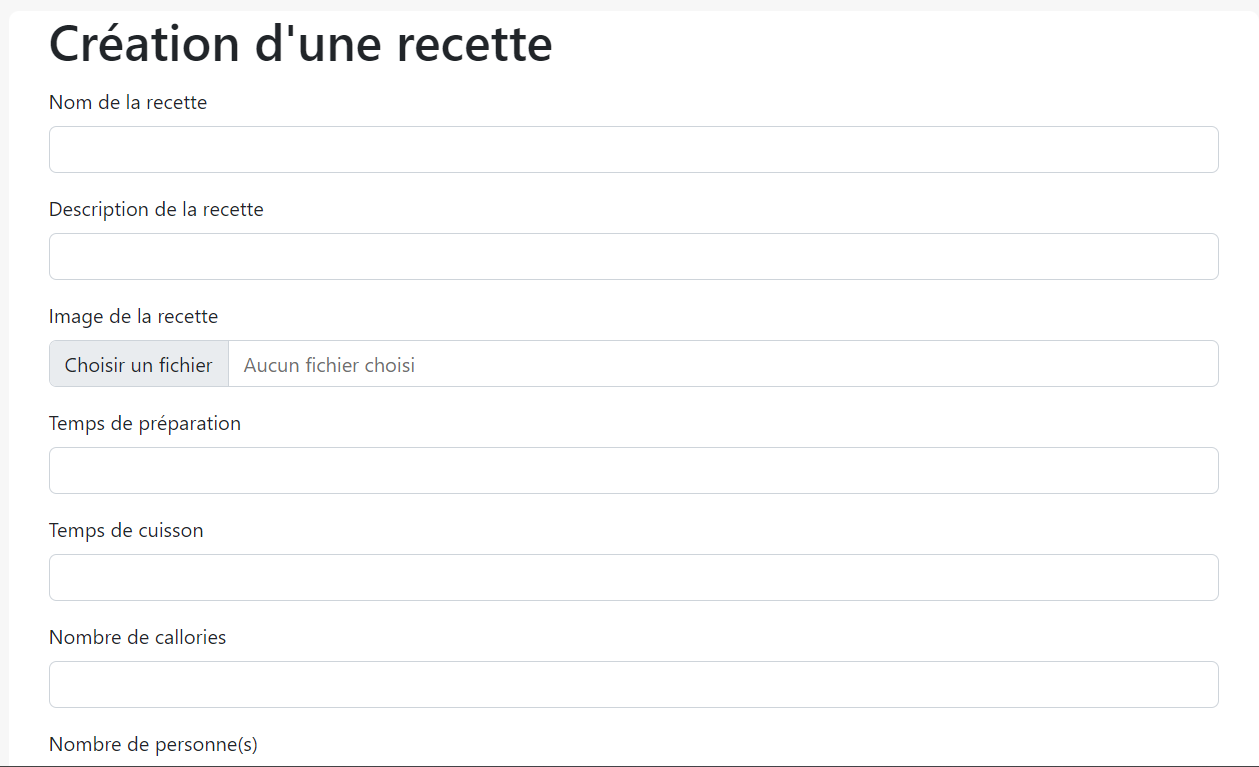 Création d'une recette
Nom de la recette
Description de la recette
Image de la recette
Choisir un fichier Aucun fichier choisi
Temps de préparation
Temps de cuisson
Nombre de callories
Nombre de personne(s)